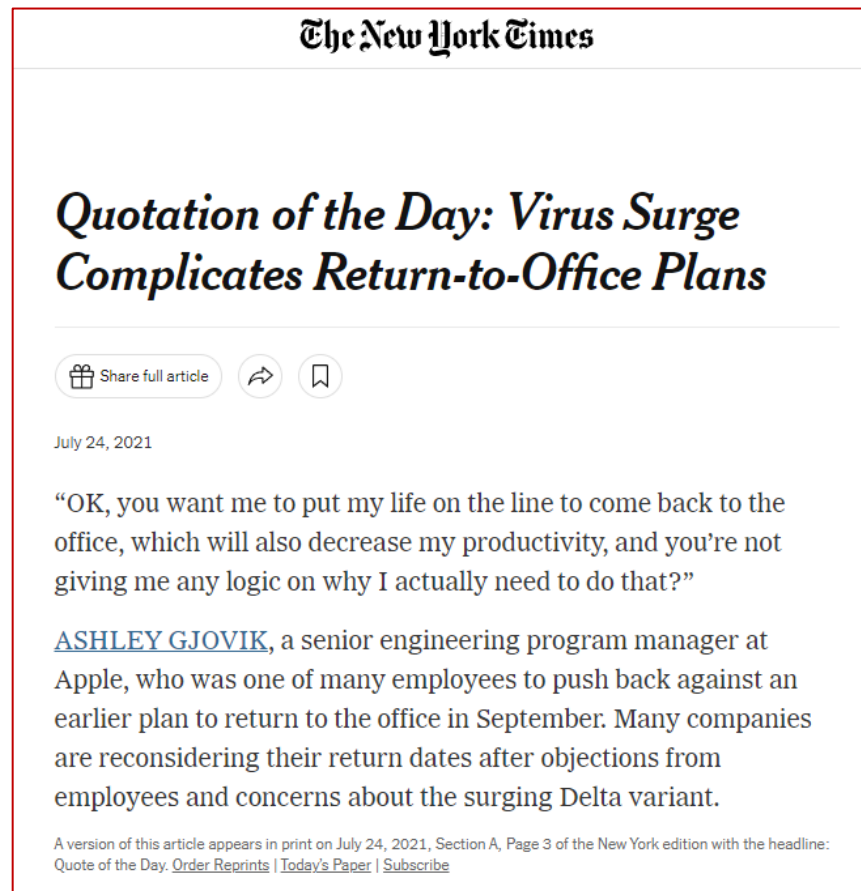 The New York Times
Quotation of the Day: Virus Surge
Complicates Return-to-Office Plans
Share full article
July 24, 2021
“OK, you want me to put my life on the line to come back to the
office, which will also decrease my productivity, and you’re not
giving me any logic on why I actually need to do that?”
ASHLEY GJOVIK, a senior engineering program manager at
Apple, who was one of many employees to push back against an
earlier plan to return to the office in September. Many companies
are reconsidering their return dates after objections from
employees and concerns about the surging Delta variant.
A version of this article appears in print on July 24, 2021, Section A, Page 3 of the New York edition with the headline:
Quote of the Day. Order Reprints | Today’s Paper | Subscribe